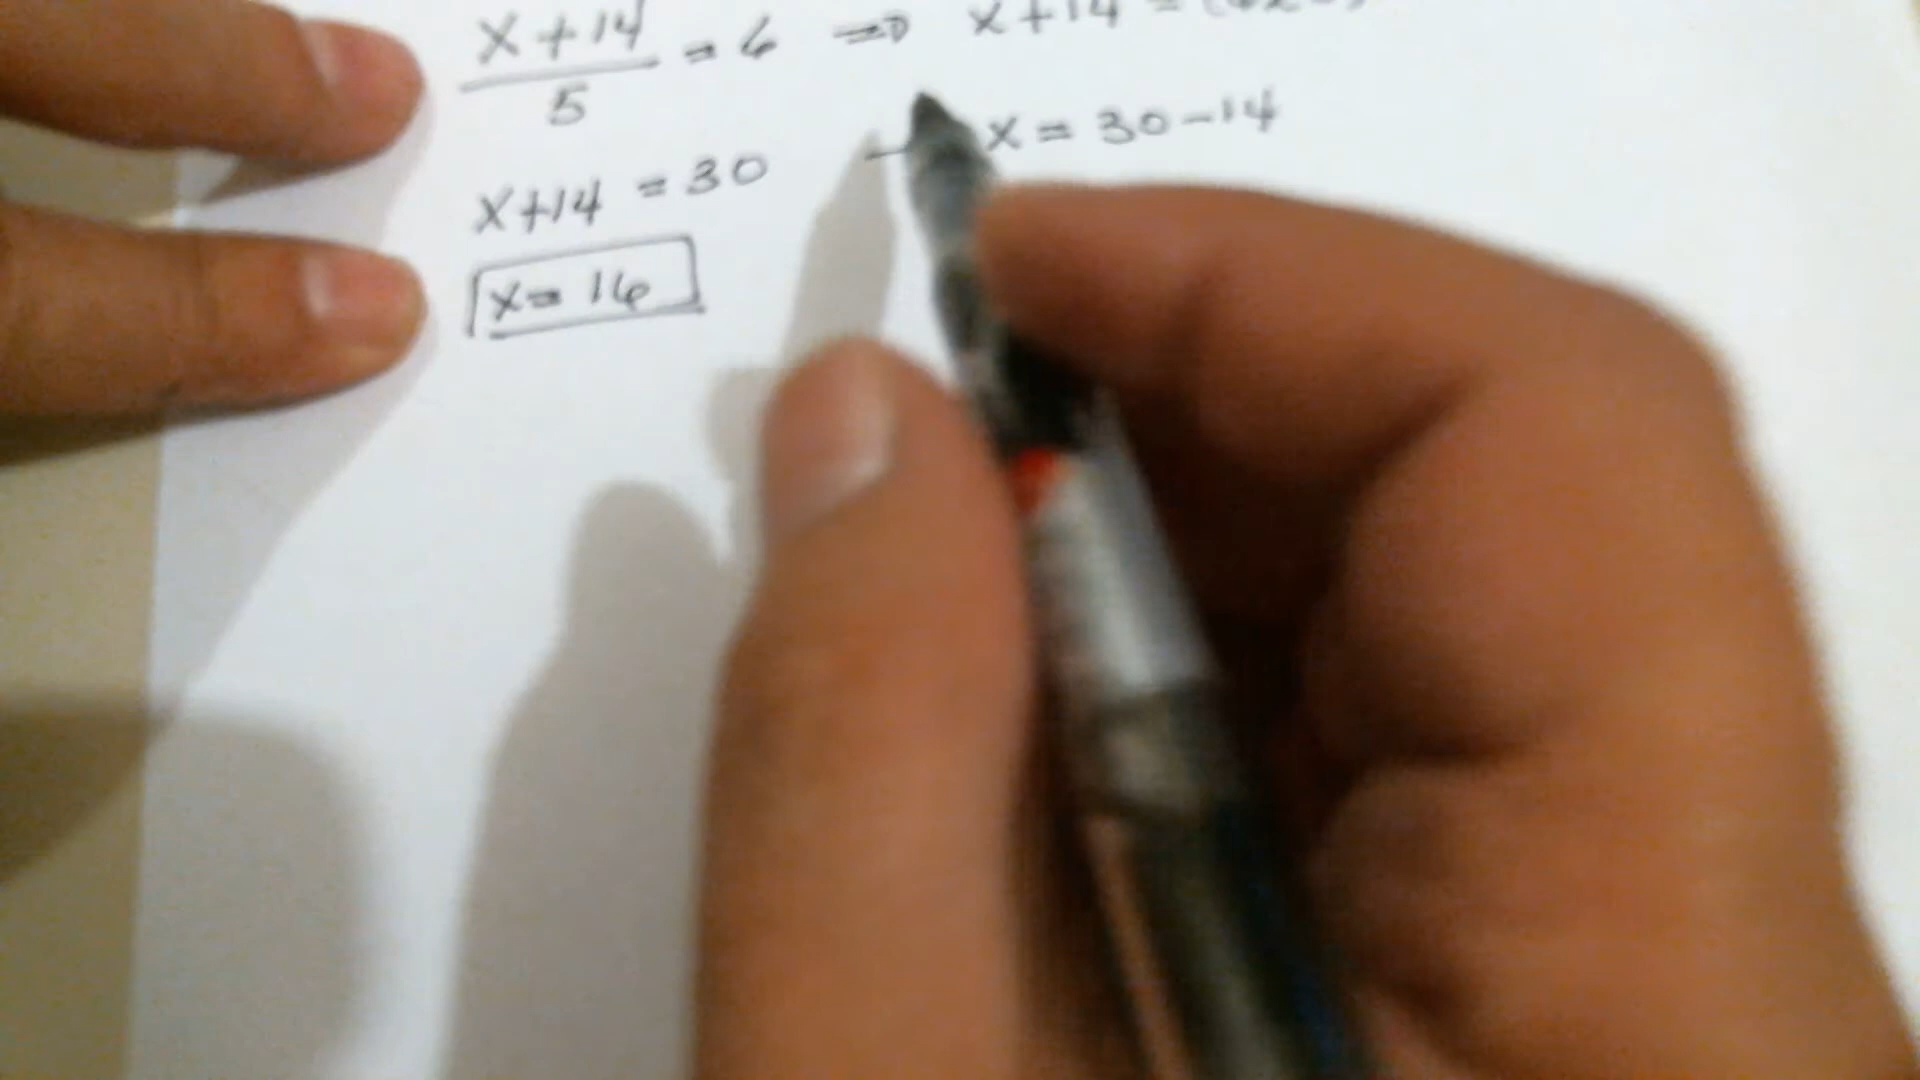 x+14/5 = 6 ⇒ x+14 =
x+14 = 30 → x = 30-14
x = 16